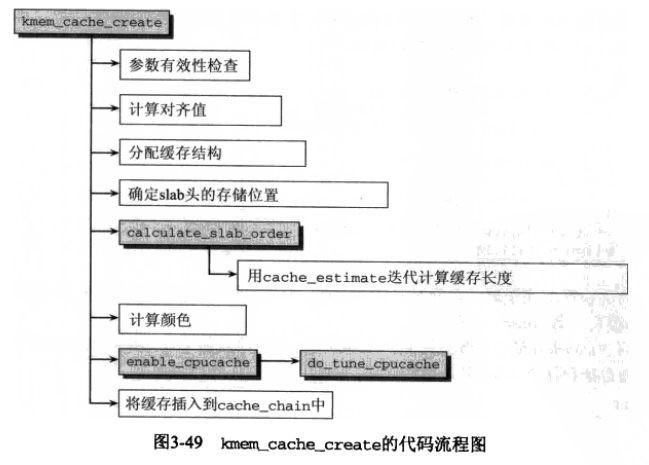 kmem_cache_create
参数有效性检查
计算对齐值
分配缓存结构
确定slab头的存储位置
calculate_slab_order
用cache_estimate迭代计算缓存长度
计算颜色
enable_cpucache
do_tune_cpucache
将缓存插入到cache_chain中
图3-49 kmem_cache_create的代码流程图